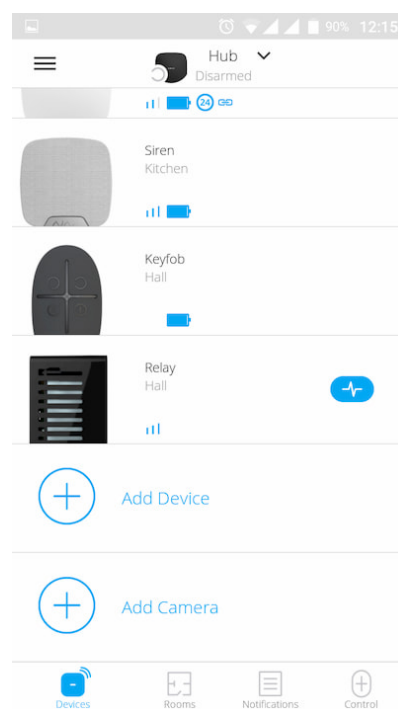 90% 12:15
Hub
Disarmed
24
Siren
Kitchen
Keyfob
Hall
Relay
Hall
Add Device
Add Camera
Devices Rooms Notifications Control